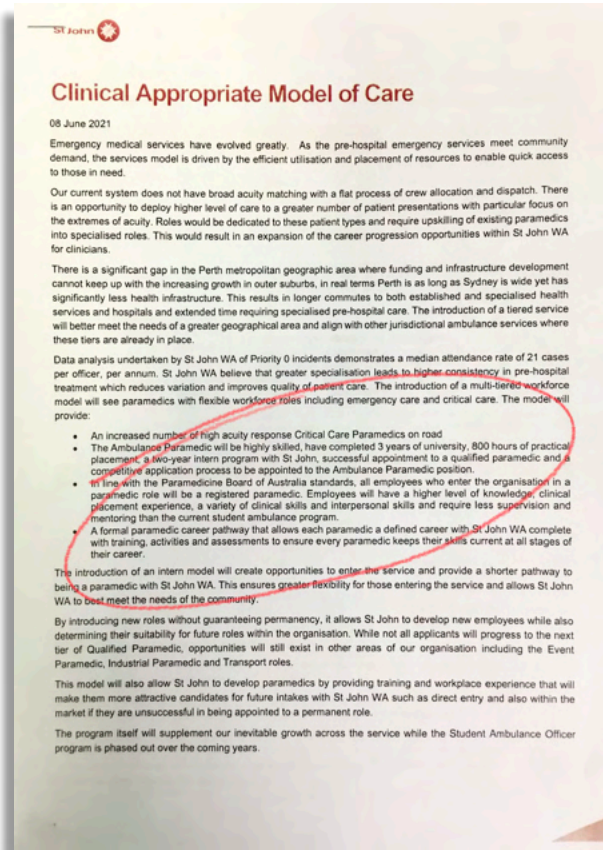 St John
Clinical Appropriate Model of Care
08 June 2021
Emergency medical services have evolved greatly. As the pre-hospital emergency services meet community
demand, the services model is driven by the efficient utilisation and placement of resources to enable quick access
to those in need.
Our current system does not have broad acuity matching with a flat process of crew allocation and dispatch. There
is an opportunity to deploy higher level of care to a greater number of patient presentations with particular focus on
the extremes of acuity. Roles would be dedicated to these patient types and require upskilling of existing paramedics
into specialised roles. This would result in an expansion of the career progression opportunities within St John WA
for clinicians.
There is a significant gap in the Perth metropolitan geographic area where funding and infrastructure development
cannot keep up with the increasing growth in outer suburbs, in real terms Perth is as long as Sydney is wide yet has
significantly less health infrastructure. This results in longer commutes to both established and specialised health
services and hospitals and extended time requiring specialised pre-hospital care. The introduction of a tiered service
will better meet the needs of a greater geographical area and align with other jurisdictional ambulance services where
these tiers are already in place.
Data analysis undertaken by St John WA of Priority 0 incidents demonstrates a median attendance rate of 21 cases
per officer, per annum. St John WA believe that greater specialisation leads to higher consistency in pre-hospital
treatment which reduces variation and improves quality of patient care. The introduction of a multi-tiered workforce
model will see paramedics with flexible workforce roles including emergency care and critical care. The model will
provide:
• An increased number of high acuity response Critical Care Paramedics on road
• The Ambulance Paramedic will be highly skilled, have completed 3 years of university, 800 hours of practical
placement, a two-year intern program with St John, successful appointment to a qualified paramedic and a
competitive application process to be appointed to the Ambulance Paramedic position.
• In line with the Paramedicine Board of Australia standards, all employees who enter the organisation in a
paramedic role will be a registered paramedic. Employees will have a higher level of knowledge, clinical
placement experience, a variety of clinical skills and interpersonal skills and require less supervision and
mentoring than the current student ambulance program.
• A formal paramedic career pathway that allows each paramedic a defined career with St John WA complete
with training, activities and assessments to ensure every paramedic keeps their skills current at all stages of
their career.
The introduction of an intern model will create opportunities to enter the service and provide a shorter pathway to
being a paramedic with St John WA. This ensures greater flexibility for those entering the service and allows St John
WA to best meet the needs of the community.
By introducing new roles without guaranteeing permanency, it allows St John to develop new employees while also
determining their suitability for future roles within the organisation. While not all applicants will progress to the next
tier of Qualified Paramedic, opportunities will still exist in other areas of our organisation including the Event
Paramedic, Industrial Paramedic and Transport roles.
This model will also allow St John to develop paramedics by providing training and workplace experience that will
make them more attractive candidates for future intakes with St John WA such as direct entry and also within the
market if they are unsuccessful in being appointed to a permanent role.
The program itself will supplement our inevitable growth across the service while the Student Ambulance Officer
program is phased out over the coming years.